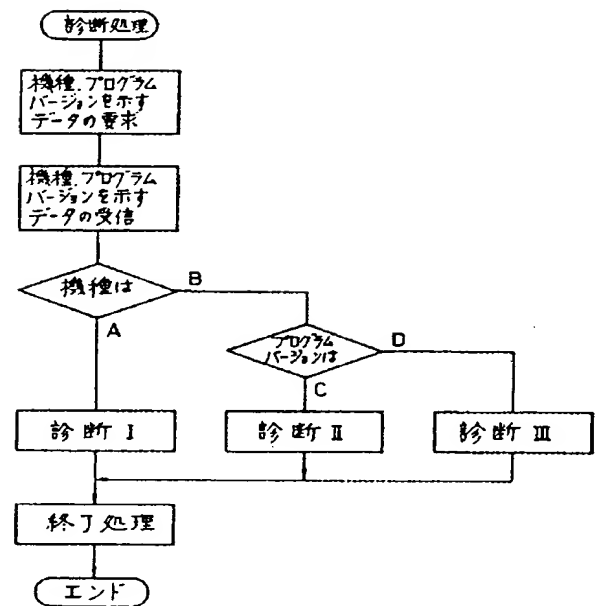 診断処理
機種、プログラム
バージョンを示す
データの要求
機種、プログラム
バージョンを示す
データの受信
機種は
B
A
プログラム
バージョンは
D
C
診断 I
診断 II
診断 III
終了処理
エンド